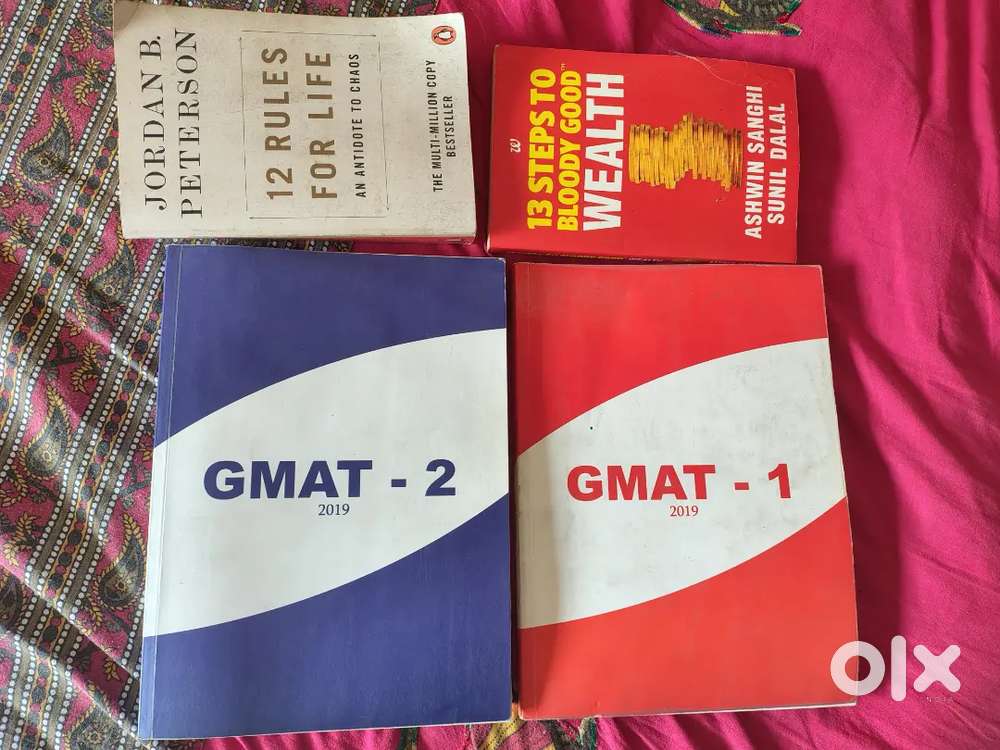 JORDAN B.
PETERSON
12 RULES
FOR LIFE
AN ANTIDOTE TO CHAOS
THE MULTI-MILLION COPY
BESTSELLER
13 STEPS TO
BLOODY GOOD™
WEALTH
ASHWIN SANGHI
SUNIL DALAL
GMAT - 2
2019
GMAT - 1
2019
olx